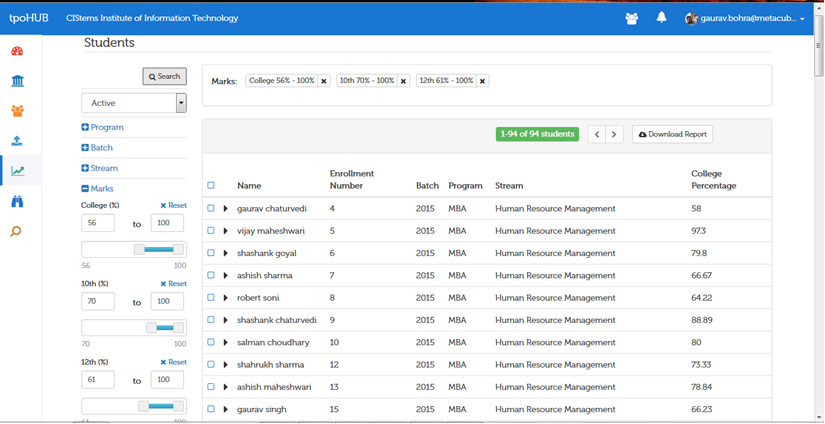 tpoHUB CIStems Institute of Information Technology gaurav.bohra@metacub...
Students
Search
Active
Program
Batch
Stream
Marks
College (%) Reset
56 to 100
56 100
10th (%) Reset
70 to 100
70 100
12th (%) Reset
61 to 100
Marks: College 56% - 100% 10th 70% - 100% 12th 61% - 100%
1-94 of 94 students Download Report
Name Enrollment Number Batch Program Stream College Percentage
gaurav chaturvedi 4 2015 MBA Human Resource Management 58
vijay maheshwari 5 2015 MBA Human Resource Management 97.3
shashank goyal 6 2015 MBA Human Resource Management 79.8
ashish sharma 7 2015 MBA Human Resource Management 66.67
robert soni 8 2015 MBA Human Resource Management 64.22
shashank chaturvedi 9 2015 MBA Human Resource Management 88.89
salman choudhary 10 2015 MBA Human Resource Management 80
shahrukh sharma 12 2015 MBA Human Resource Management 73.33
ashish maheshwari 13 2015 MBA Human Resource Management 78.84
gaurav singh 15 2015 MBA Human Resource Management 66.23